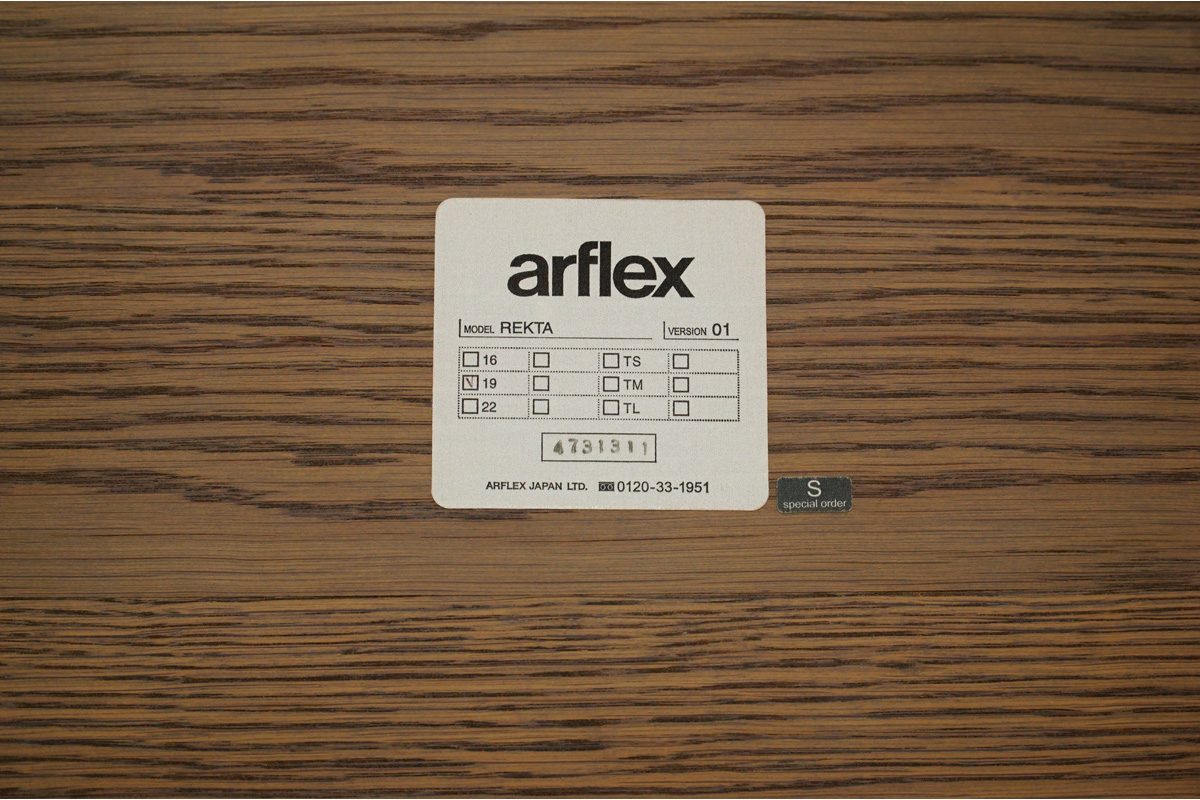 arflex
MODEL REKTA VERSION 01
16 TS
19 TM
22 TL
4731311
ARFLEX JAPAN LTD. 0120-33-1951
S
special order